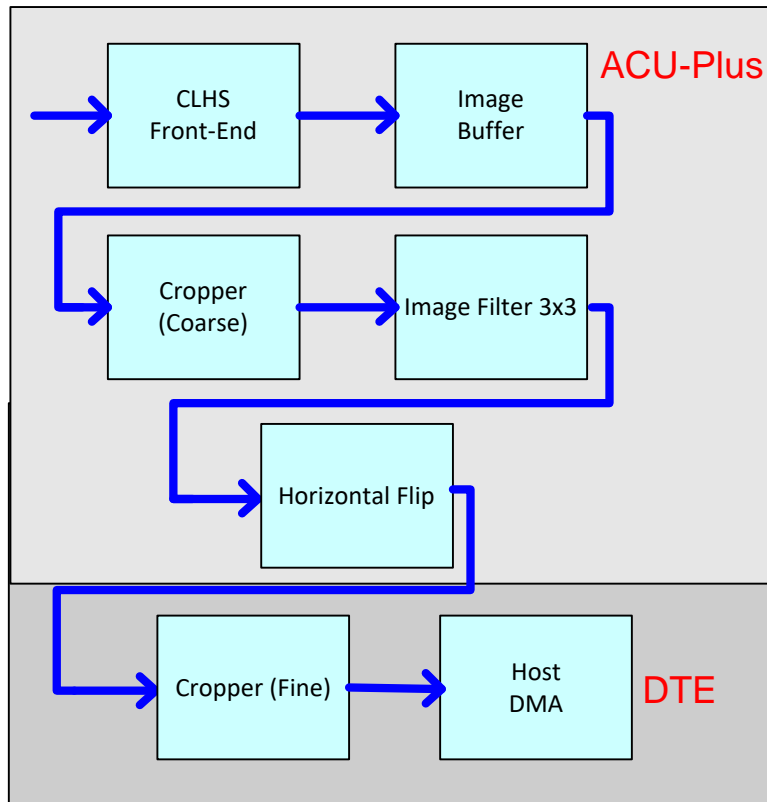 CLHS
Front-End
Image
Buffer
ACU-Plus
Cropper
(Coarse)
Image Filter 3x3
Horizontal Flip
Cropper (Fine)
Host
DMA
DTE